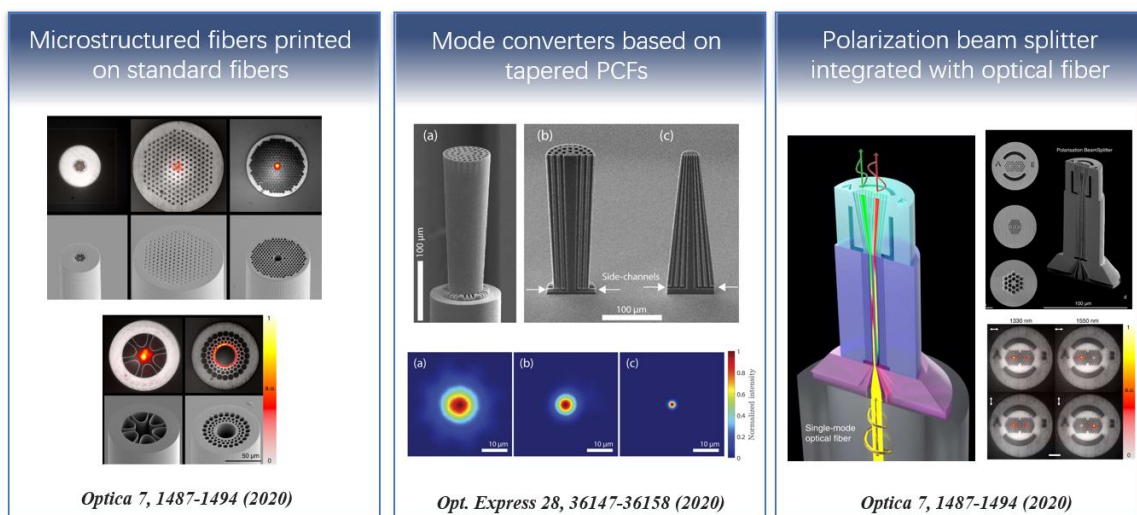 Microstructured fibers printed
on standard fibers
1
a.u.
0
50 μm
Optica 7, 1487-1494 (2020)
Mode converters based on
tapered PCFs
(a)
(b)
(c)
100 μm
Side-channels
100 μm
(a)
(b)
(c)
10 μm
10 μm
10 μm
1
0.8
0.6
0.4
0.2
0
Normalized intensity
Opt. Express 28, 36147-36158 (2020)
Polarization beam splitter
integrated with optical fiber
Single-mode
optical fiber
Polarisation BeamSplitter
100 μm
1330 nm
1550 nm
1
a.u.
0
Optica 7, 1487-1494 (2020)